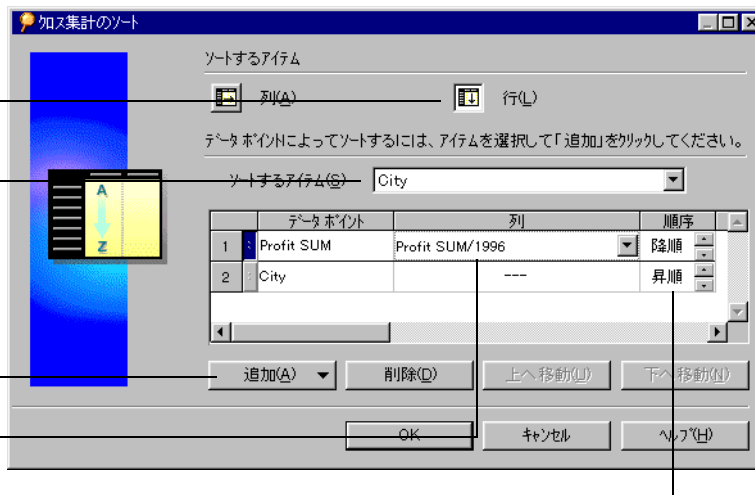 クロス集計のソート
ソートするアイテム
列(A) 行(L)
データ ポイントによってソートするには、アイテムを選択して「追加」をクリックしてください。
ソートするアイテム(S) City
データ ポイント 列 順序
1 Profit SUM Profit SUM/1996 降順
2 City --- 昇順
追加(A) 削除(D) 上へ移動(U)下へ移動(N)
OK キャンセル ヘルプ(H)
A
Z